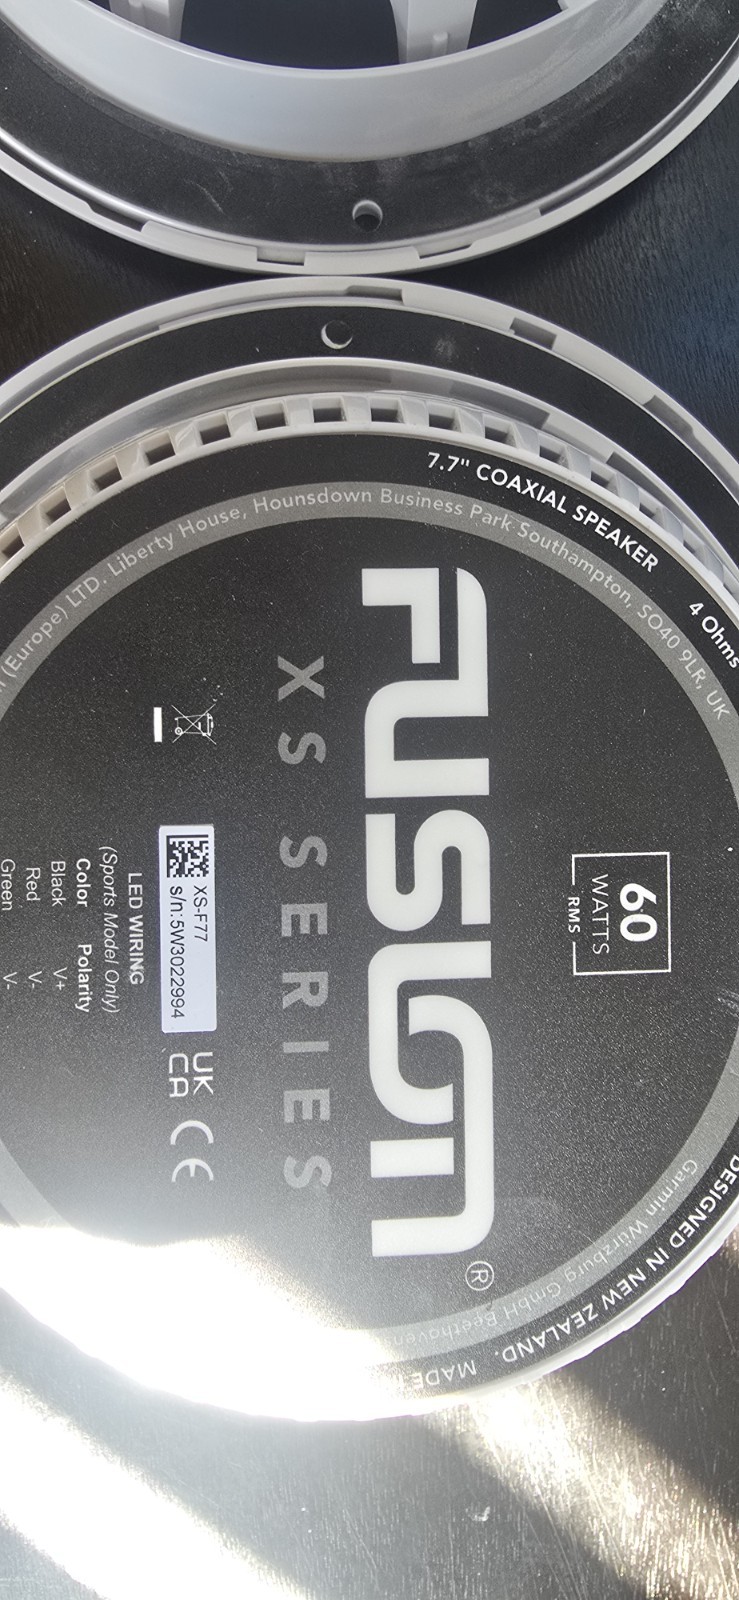 7.7" COAXIAL SPEAKER
4 Ohms
(Europe) LTD. Liberty House, Hounsdown Business Park Southampton, SO40 9LR, UK
60
WATTS
RMS
FUSION®
XS SERIES
XS-F77
s/n:5W3022994
UK
CA
CE
LED WIRING
(Sports Model Only)
Color Polarity
Black V+
Red V-
Green V-
DESIGNED IN NEW ZEALAND. MADE
Garmin Würzburg GmbH